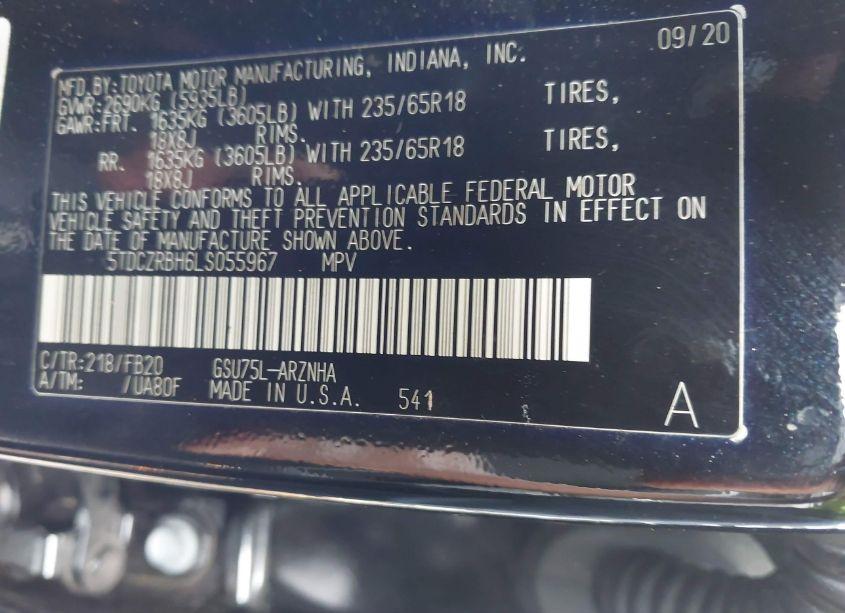 09/20
MFD.BY:TOYOTA MOTOR MANUFACTURING, INDIANA, INC.
GVWR:2690KG (5935LB)
GAWR:FRT. 1635KG (3605LB) WITH 235/65R18 TIRES,
18X8J RIMS.
RR. 1635KG (3605LB) WITH 235/65R18 TIRES,
18X8J RIMS.
THIS VEHICLE CONFORMS TO ALL APPLICABLE FEDERAL MOTOR
VEHICLE SAFETY AND THEFT PREVENTION STANDARDS IN EFFECT ON
THE DATE OF MANUFACTURE SHOWN ABOVE.
5TDCZRBH6LS055967 MPV
C/TR:218/FB20 GSU75L-ARZNHA
A/TM: /UA80F MADE IN U.S.A. 541 A